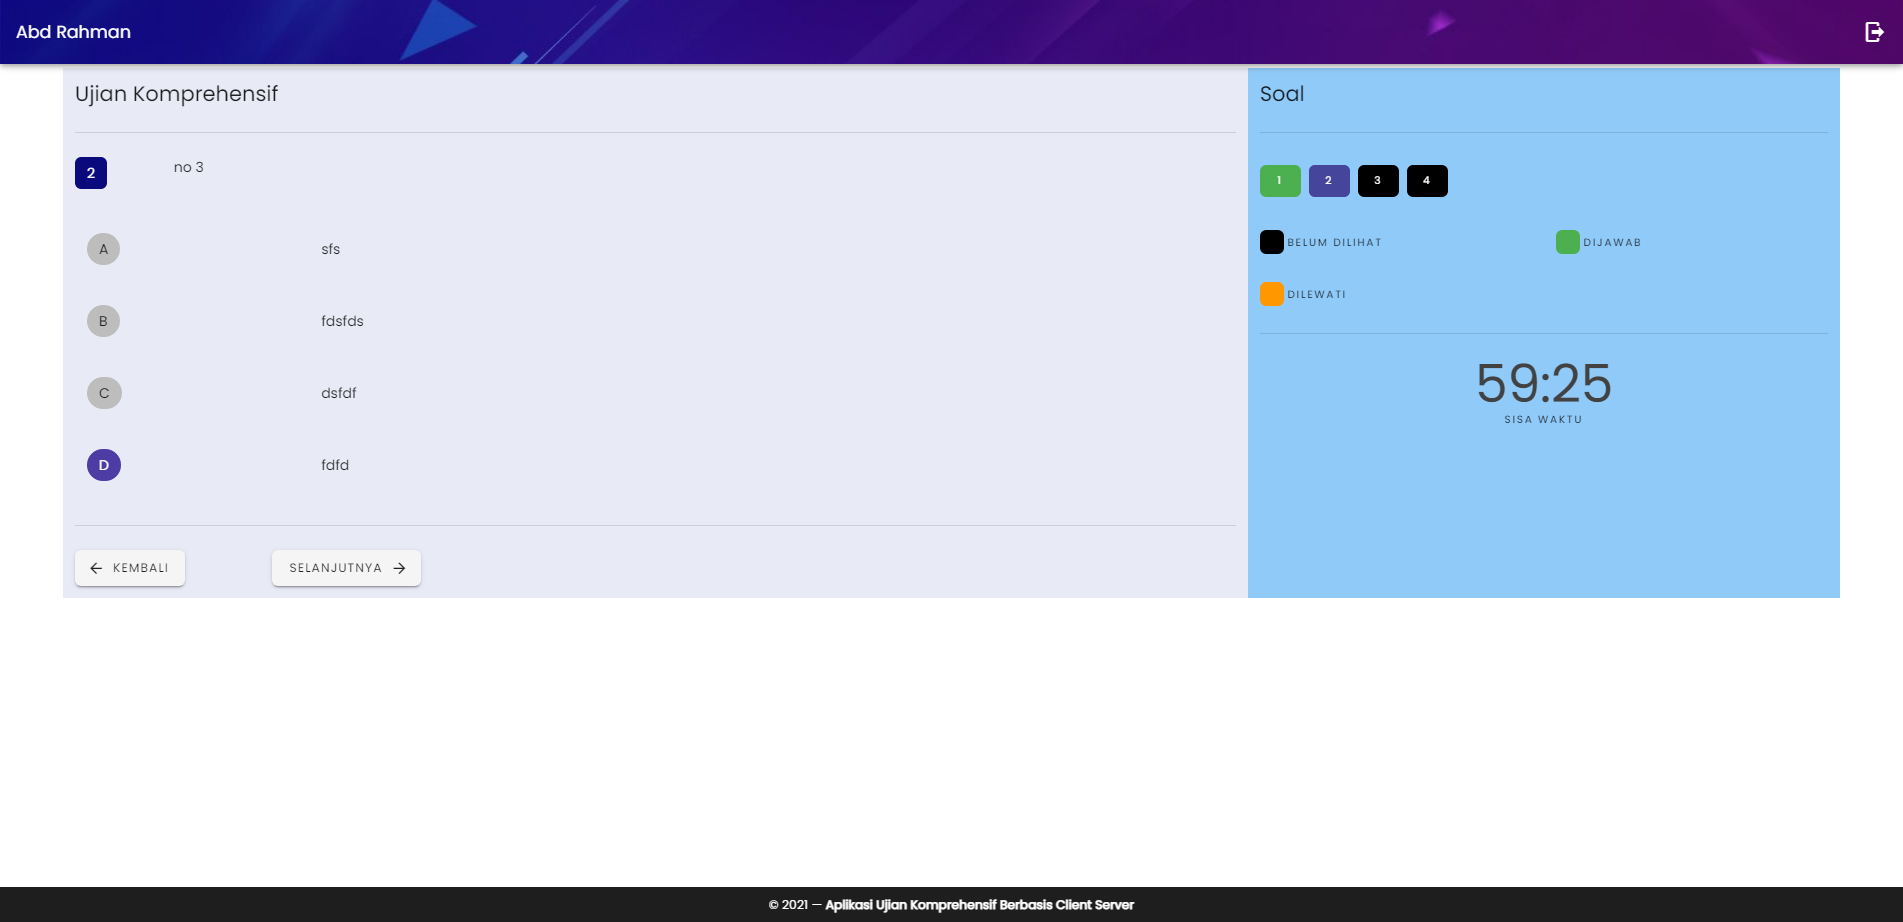 Abd Rahman
Ujian Komprehensif
2 no 3
A sfs
B fdsfds
C dsfdf
D fdfd
KEMBALI SELANJUTNYA
Soal
1 2 3 4
BELUM DILIHAT DIJAWAB
DILEWATI
59:25
SISA WAKTU
© 2021 — Aplikasi Ujian Komprehensif Berbasis Client Server